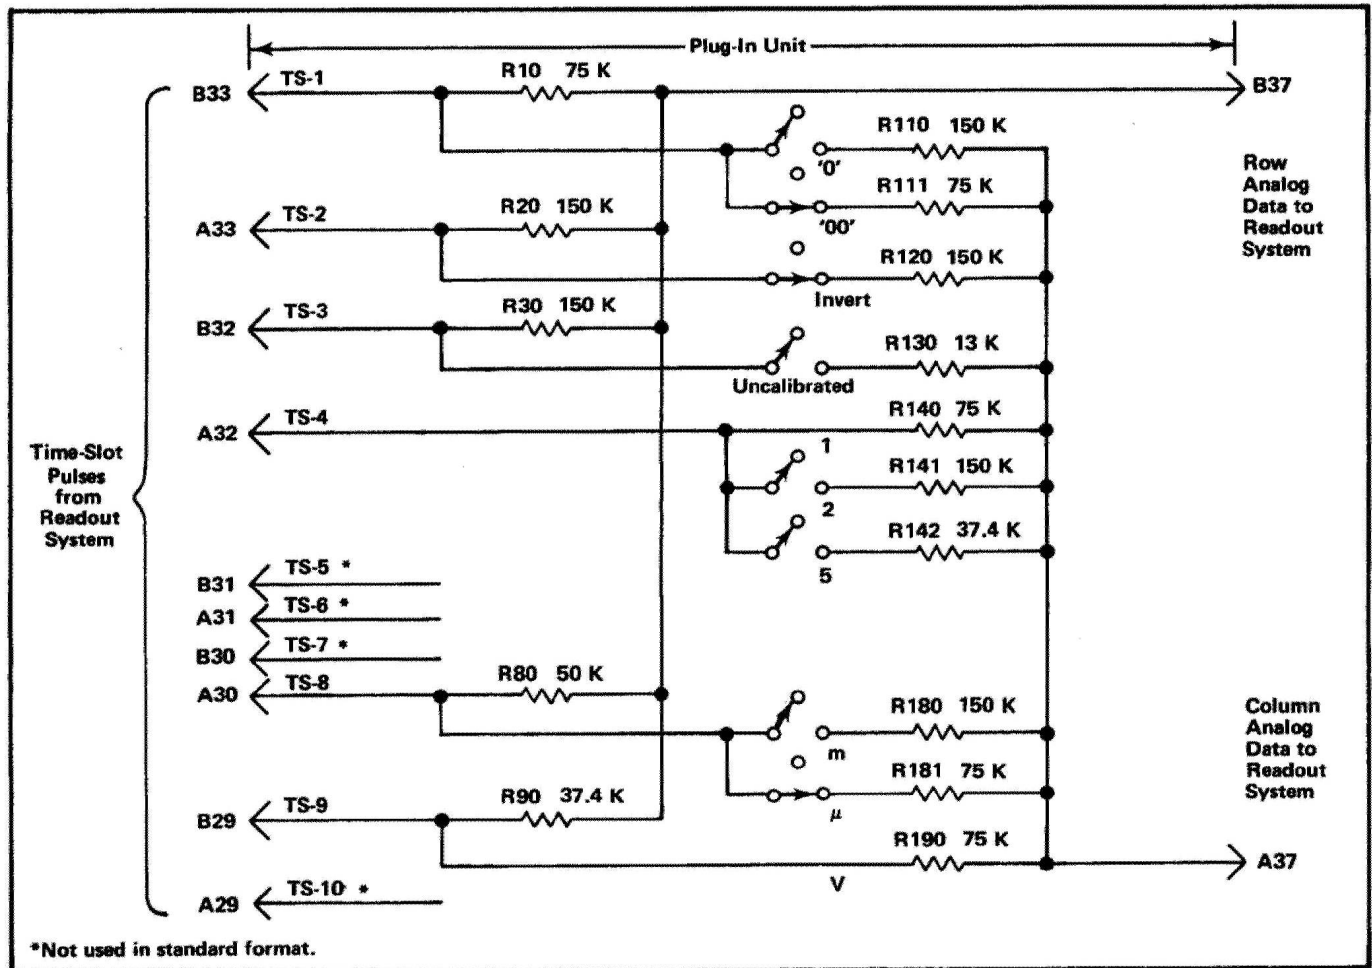 Plug-In Unit
B33 TS-1 R10 75 K B37
R110 150 K
'0'
R111 75 K
'00'
A33 TS-2 R20 150 K
R120 150 K
Invert
Row
Analog
Data to
Readout
System
B32 TS-3 R30 150 K
R130 13 K
Uncalibrated
A32 TS-4
R140 75 K
1
R141 150 K
2
R142 37.4 K
5
Time-Slot
Pulses
from
Readout
System
B31 TS-5 *
A31 TS-6 *
B30 TS-7 *
A30 TS-8 R80 50 K
R180 150 K
m
R181 75 K
μ
Column
Analog
Data to
Readout
System
B29 TS-9 R90 37.4 K
R190 75 K
V
A37
A29 TS-10 *
*Not used in standard format.